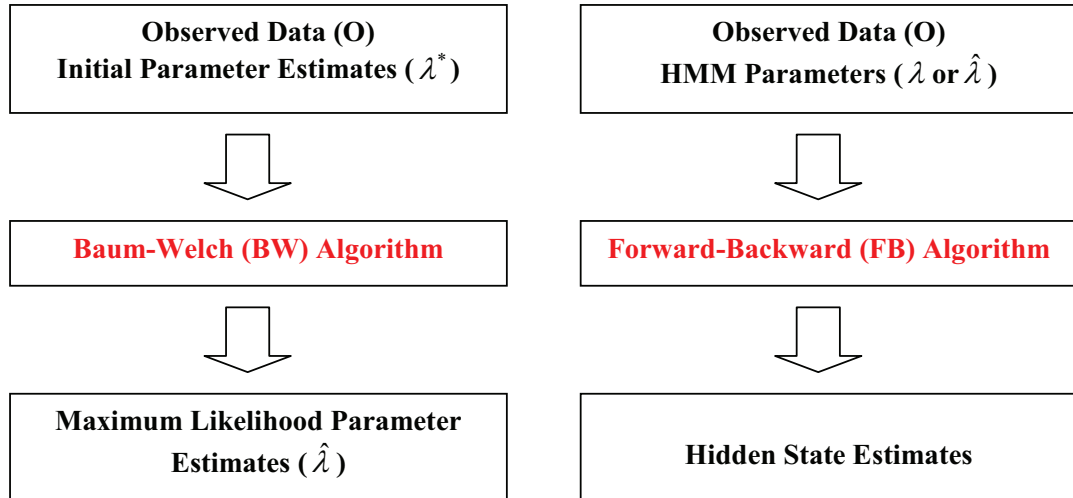 Observed Data (O)
Initial Parameter Estimates ( λ* )
Baum-Welch (BW) Algorithm
Maximum Likelihood Parameter
Estimates ( λ̂ )
Observed Data (O)
HMM Parameters ( λ or λ̂ )
Forward-Backward (FB) Algorithm
Hidden State Estimates